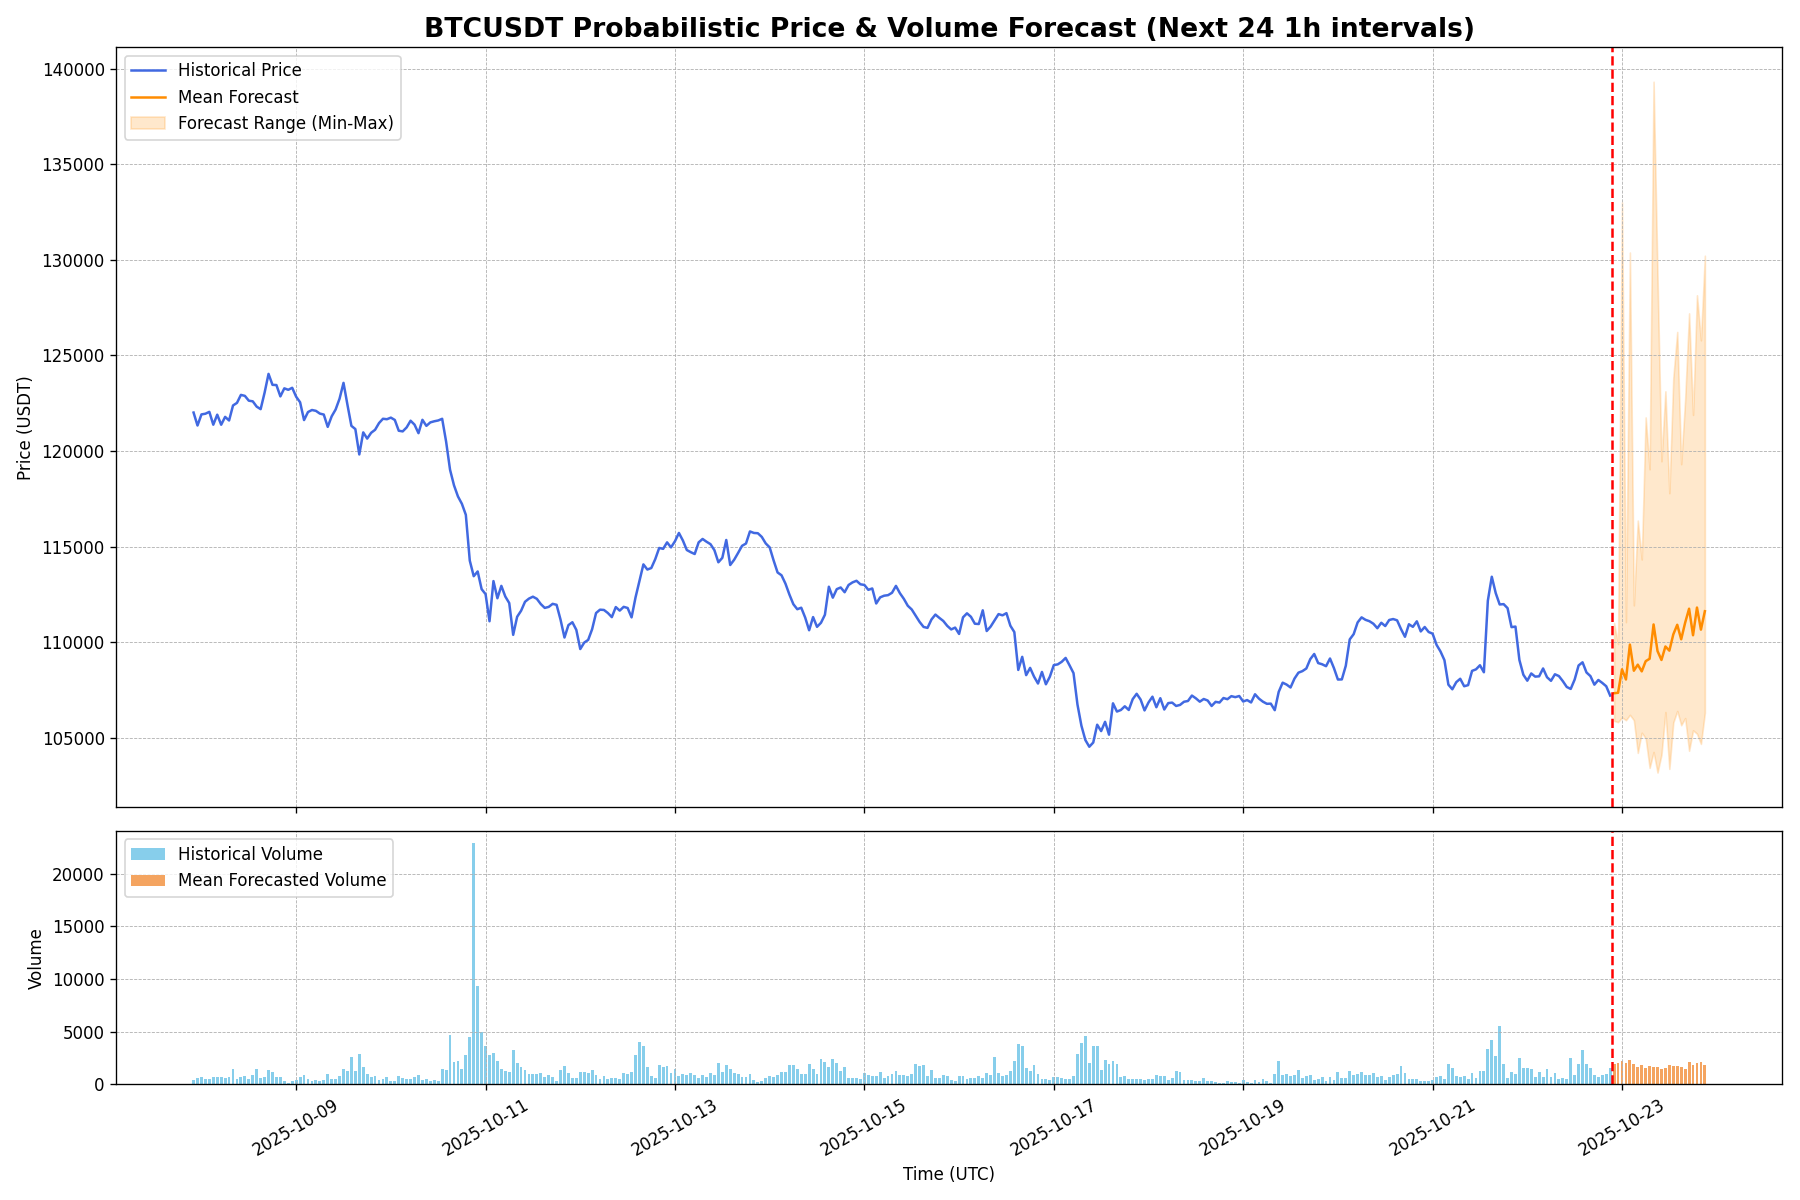 BTCUSDT Probabilistic Price & Volume Forecast (Next 24 1h intervals)
Historical Price
Mean Forecast
Forecast Range (Min-Max)
140000
135000
130000
125000
120000
115000
110000
105000
Price (USDT)
Historical Volume
Mean Forecasted Volume
20000
15000
10000
5000
0
Volume
2025-10-09
2025-10-11
2025-10-13
2025-10-15
2025-10-17
2025-10-19
2025-10-21
2025-10-23
Time (UTC)